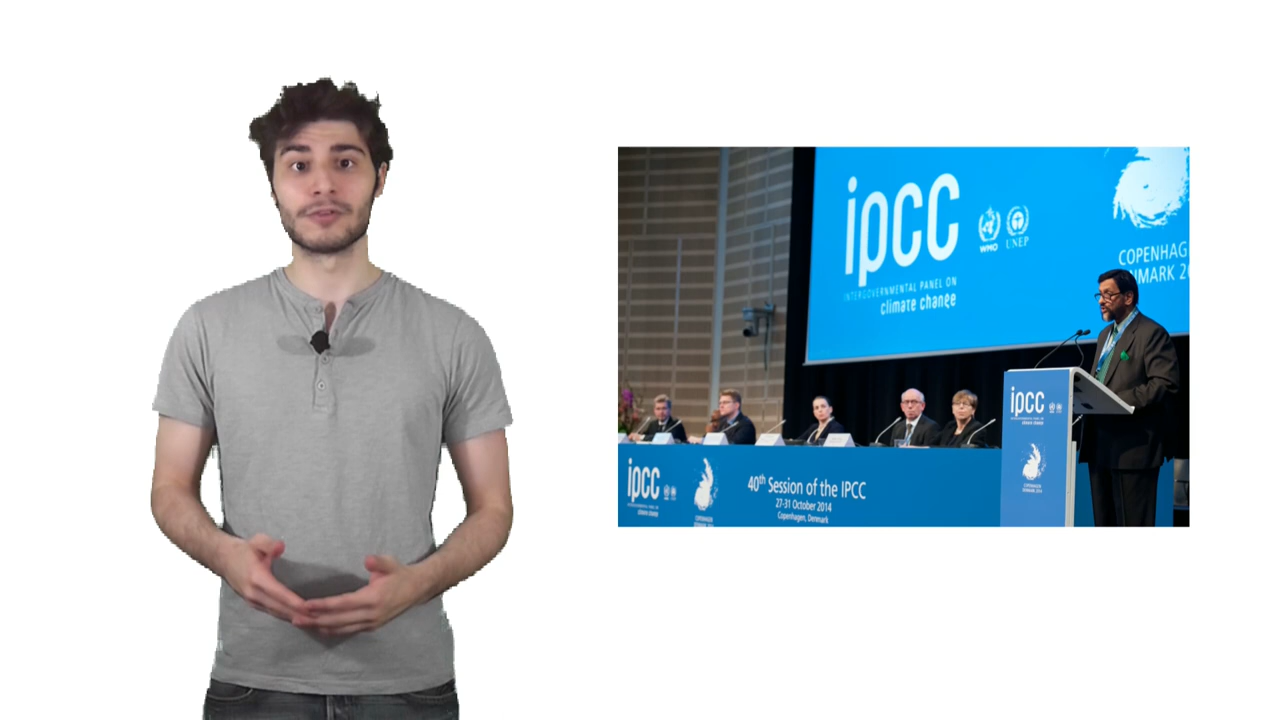 ipcc
WMO
UNEP
INTERGOVERNMENTAL PANEL ON
climate change
COPENHAG
NMARK 20
ipcc
ipcc
40th Session of the IPCC
27-31 October 2014
Copenhagen, Denmark